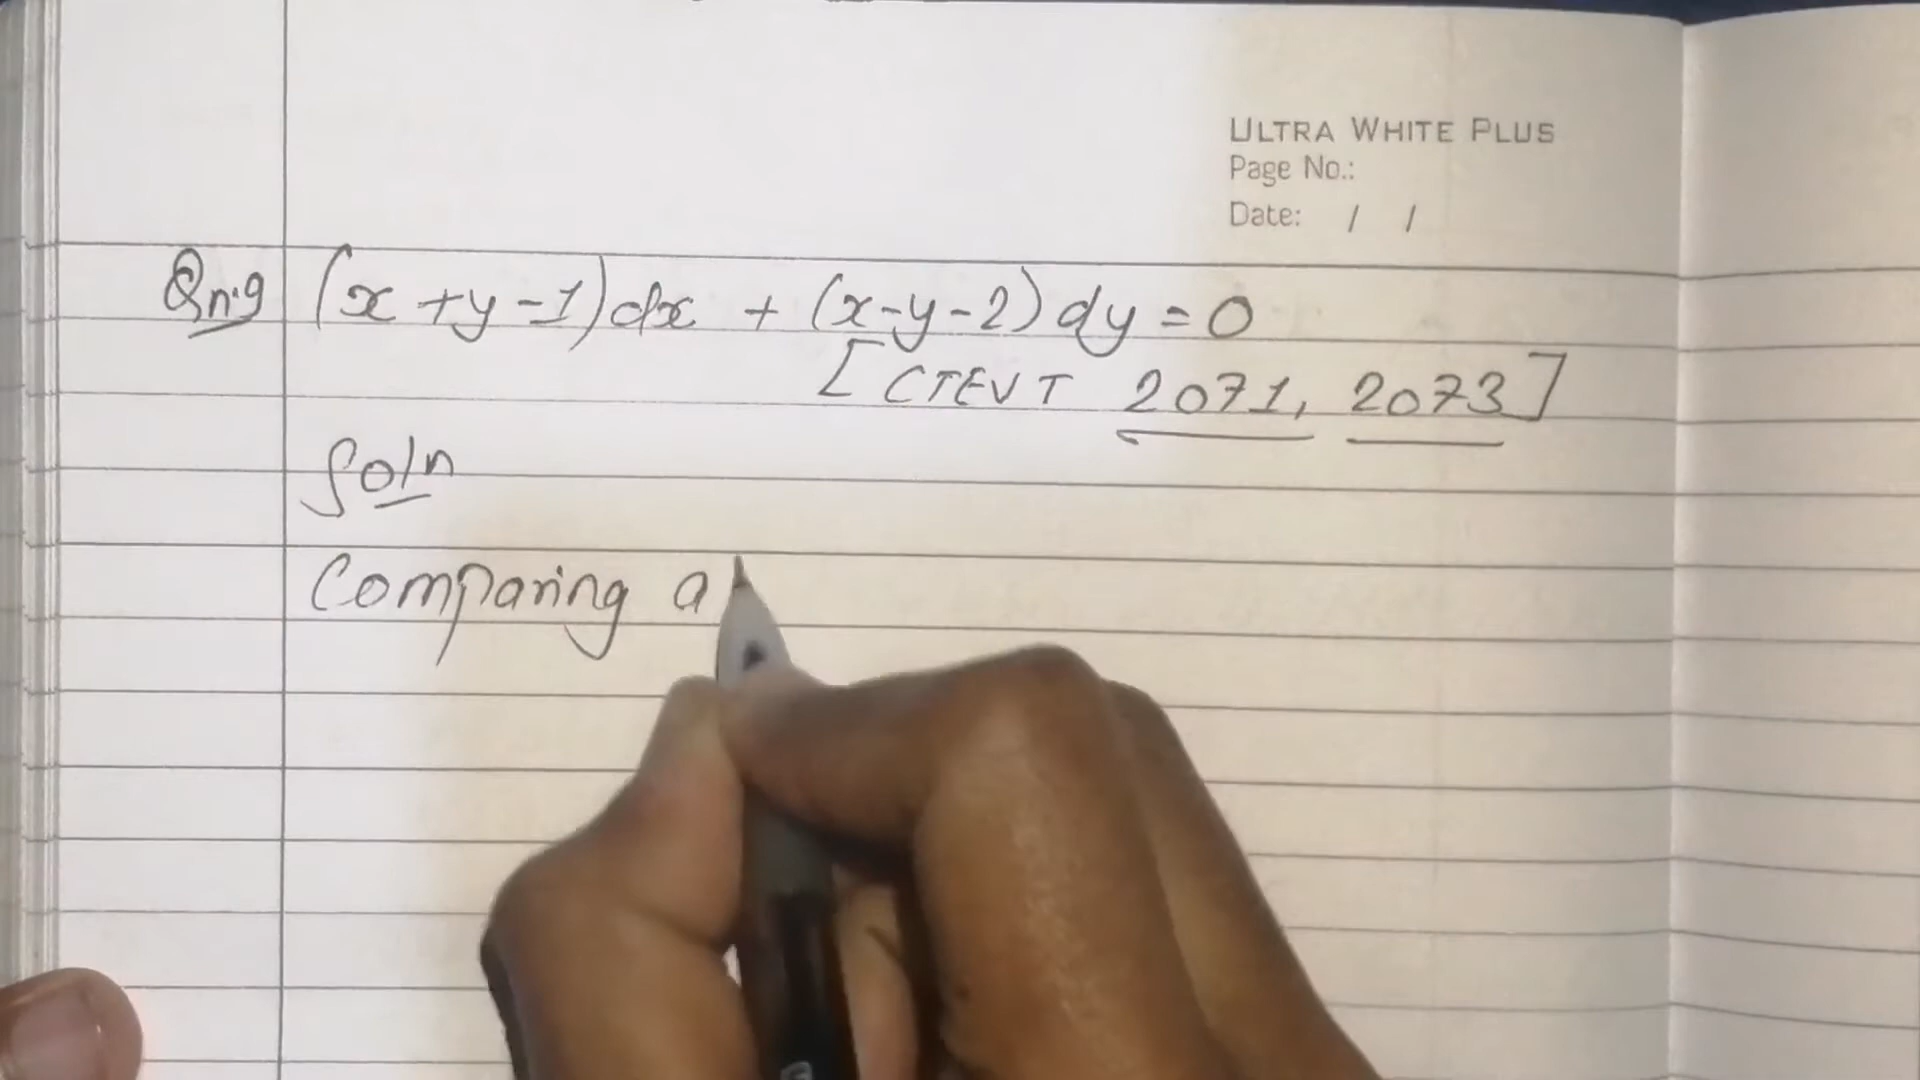 ULTRA WHITE PLUS
Page No.:
Date: / /
Qn.9 (x+y-1)dx + (x-y-2)dy=0
[CTEVT 2071, 2073]
Soln
Comparing a